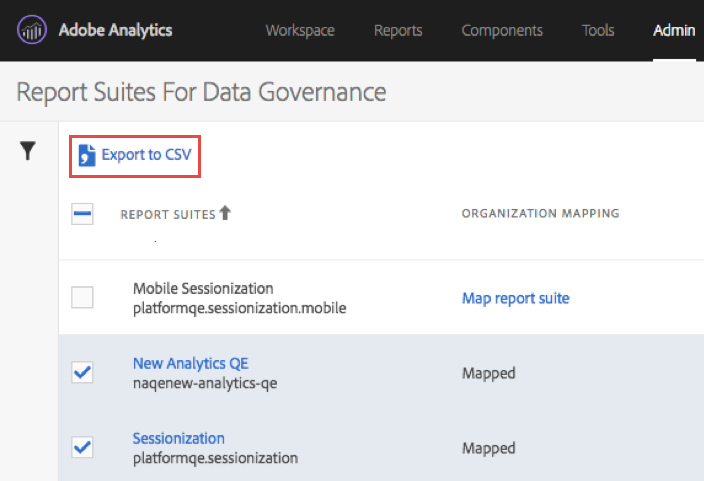 Adobe Analytics Workspace Reports Components Tools Admin
Report Suites For Data Governance
Export to CSV
REPORT SUITES ORGANIZATION MAPPING
Mobile Sessionization
platformqe.sessionization.mobile
Map report suite
New Analytics QE
naqenew-analytics-qe
Mapped
Sessionization
platformqe.sessionization
Mapped